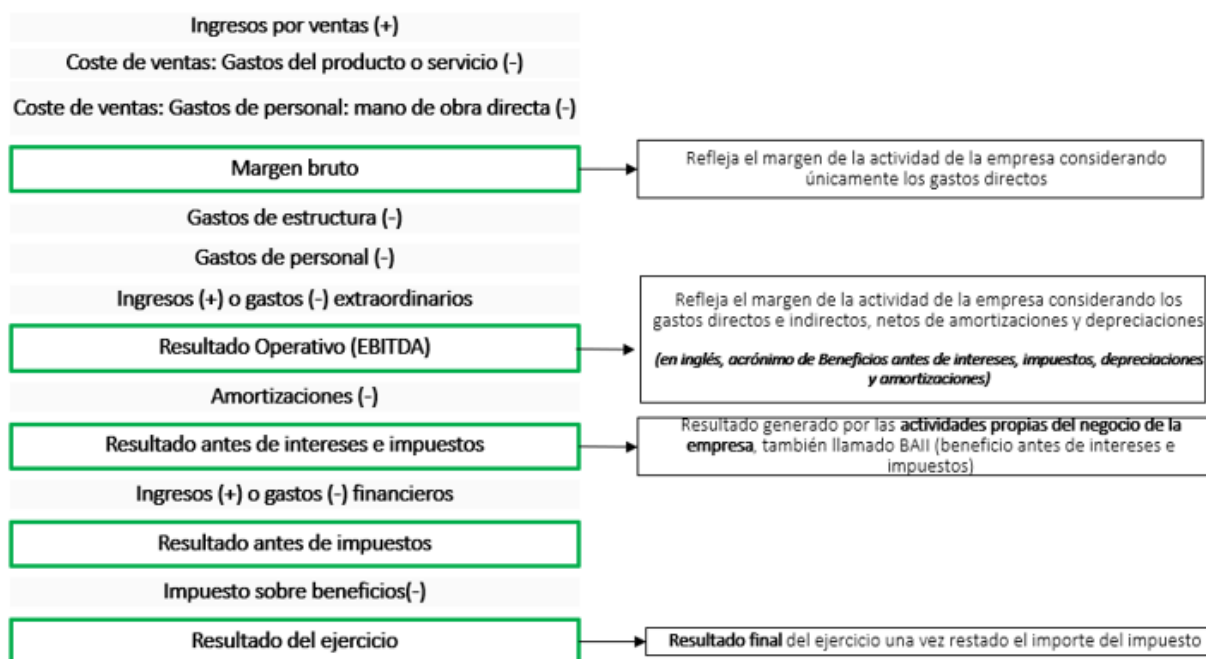 Ingresos por ventas (+)
Coste de ventas: Gastos del producto o servicio (-)
Coste de ventas: Gastos de personal: mano de obra directa (-)
Margen bruto
Refleja el margen de la actividad de la empresa considerando
únicamente los gastos directos
Gastos de estructura (-)
Gastos de personal (-)
Ingresos (+) o gastos (-) extraordinarios
Resultado Operativo (EBITDA)
Refleja el margen de la actividad de la empresa considerando los
gastos directos e indirectos, netos de amortizaciones y depreciaciones
(en inglés, acrónimo de Beneficios antes de intereses, impuestos, depreciaciones
y amortizaciones)
Amortizaciones (-)
Resultado antes de intereses e impuestos
Resultado generado por las actividades propias del negocio de la
empresa, también llamado BAII (beneficio antes de intereses e
impuestos)
Ingresos (+) o gastos (-) financieros
Resultado antes de impuestos
Impuesto sobre beneficios(-)
Resultado del ejercicio
Resultado final del ejercicio una vez restado el importe del impuesto